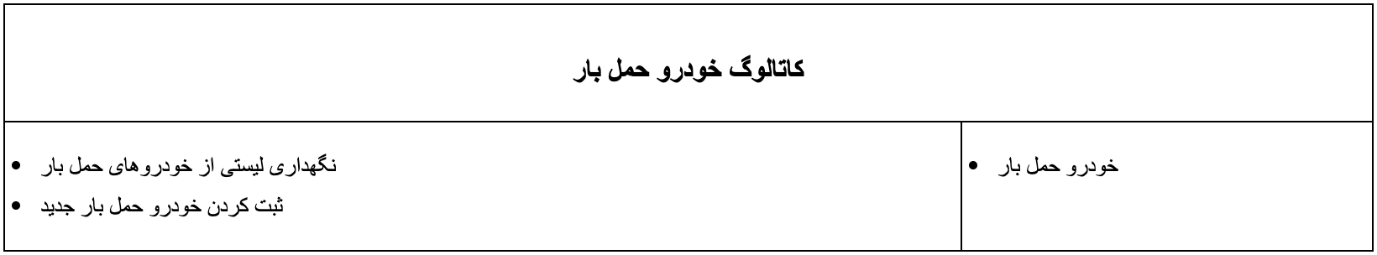 کاتالوگ خودرو حمل بار
نگهداری لیستی از خودروهای حمل بار
ثبت کردن خودرو حمل بار جدید
خودرو حمل بار